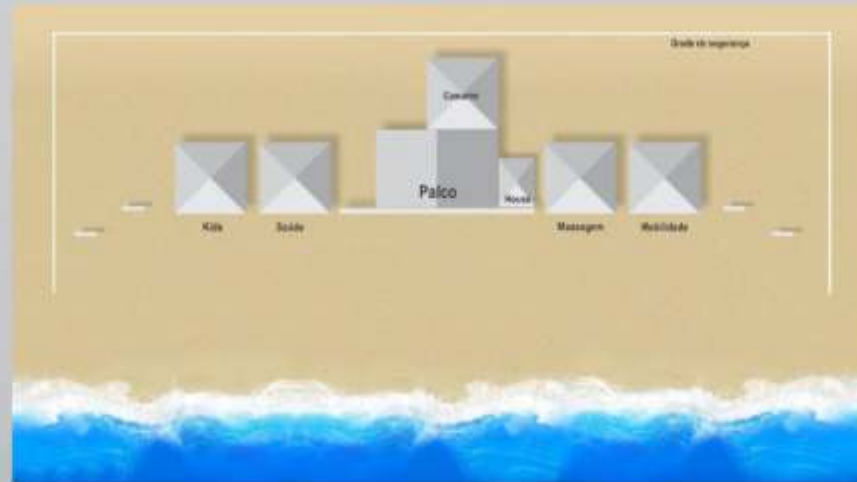 Grade de segurança
Camarim
Palco
House
Kids
Saúde
Massagem
Mobilidade